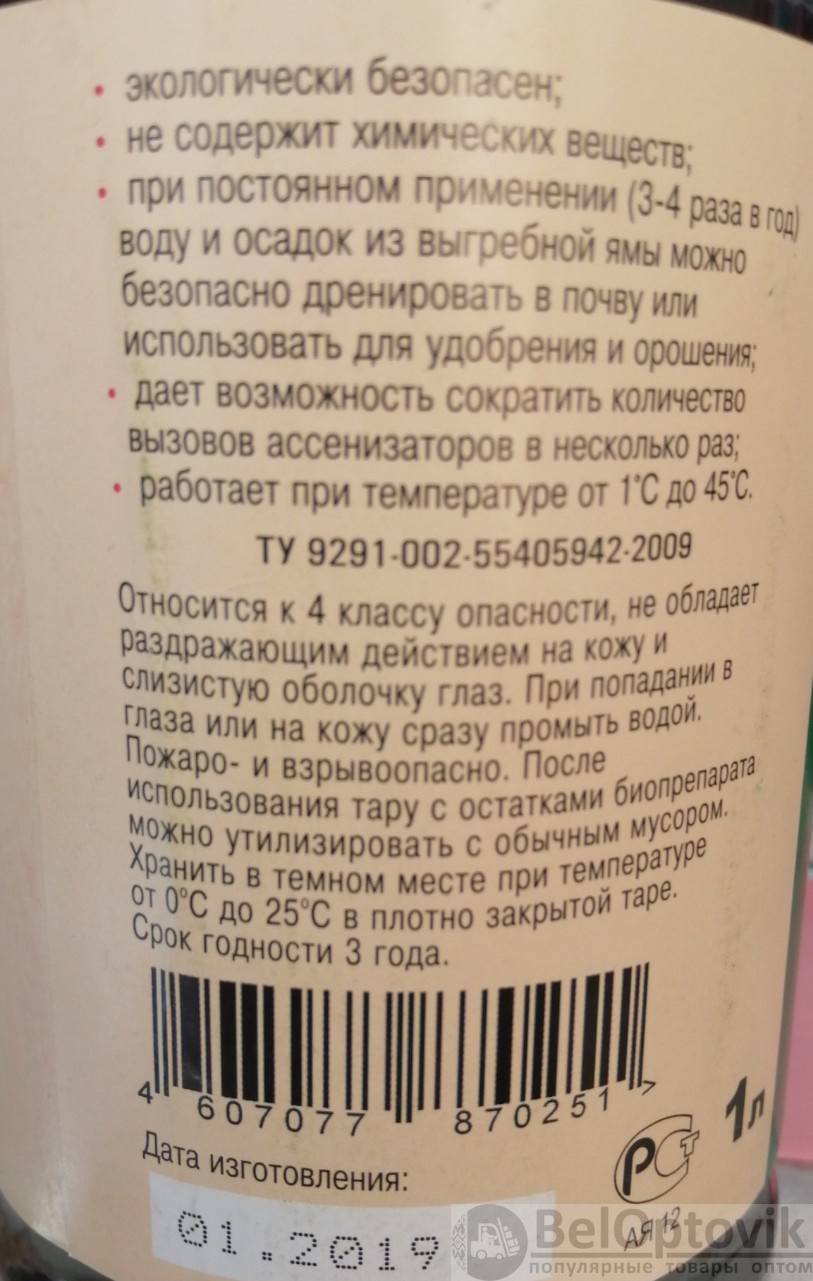 • экологически безопасен;
• не содержит химических веществ;
• при постоянном применении (3-4 раза в год)
воду и осадок из выгребной ямы можно
безопасно дренировать в почву или
использовать для удобрения и орошения;
• дает возможность сократить количество
вызовов ассенизаторов в несколько раз;
• работает при температуре от 1°C до 45°C.
ТУ 9291-002-55405942-2009
Относится к 4 классу опасности, не обладает
раздражающим действием на кожу и
слизистую оболочку глаз. При попадании в
глаза или на кожу сразу промыть водой.
Пожаро- и взрывоопасно. После
использования тару с остатками биопрепарата
можно утилизировать с обычным мусором.
Хранить в темном месте при температуре
от 0°C до 25°C в плотно закрытой таре.
Срок годности 3 года.
4 607077 870251 >
1л
Дата изготовления:
РСТ
АЯ 12
01.2019
BelOptovik
популярные товары оптом